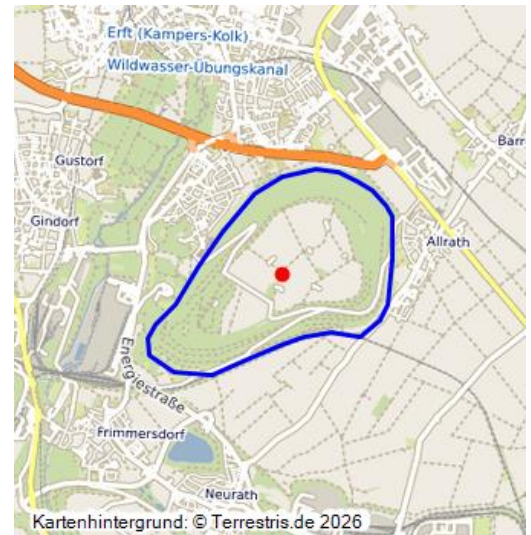 Erft (Kampers-Kolk)
Wildwasser-Übungskanal
Barr
Gustorf
Gindorf
Allrath
Energiestraße
Frimmersdorf
Neurath
Kartenhintergrund: © Terrestris.de 2026